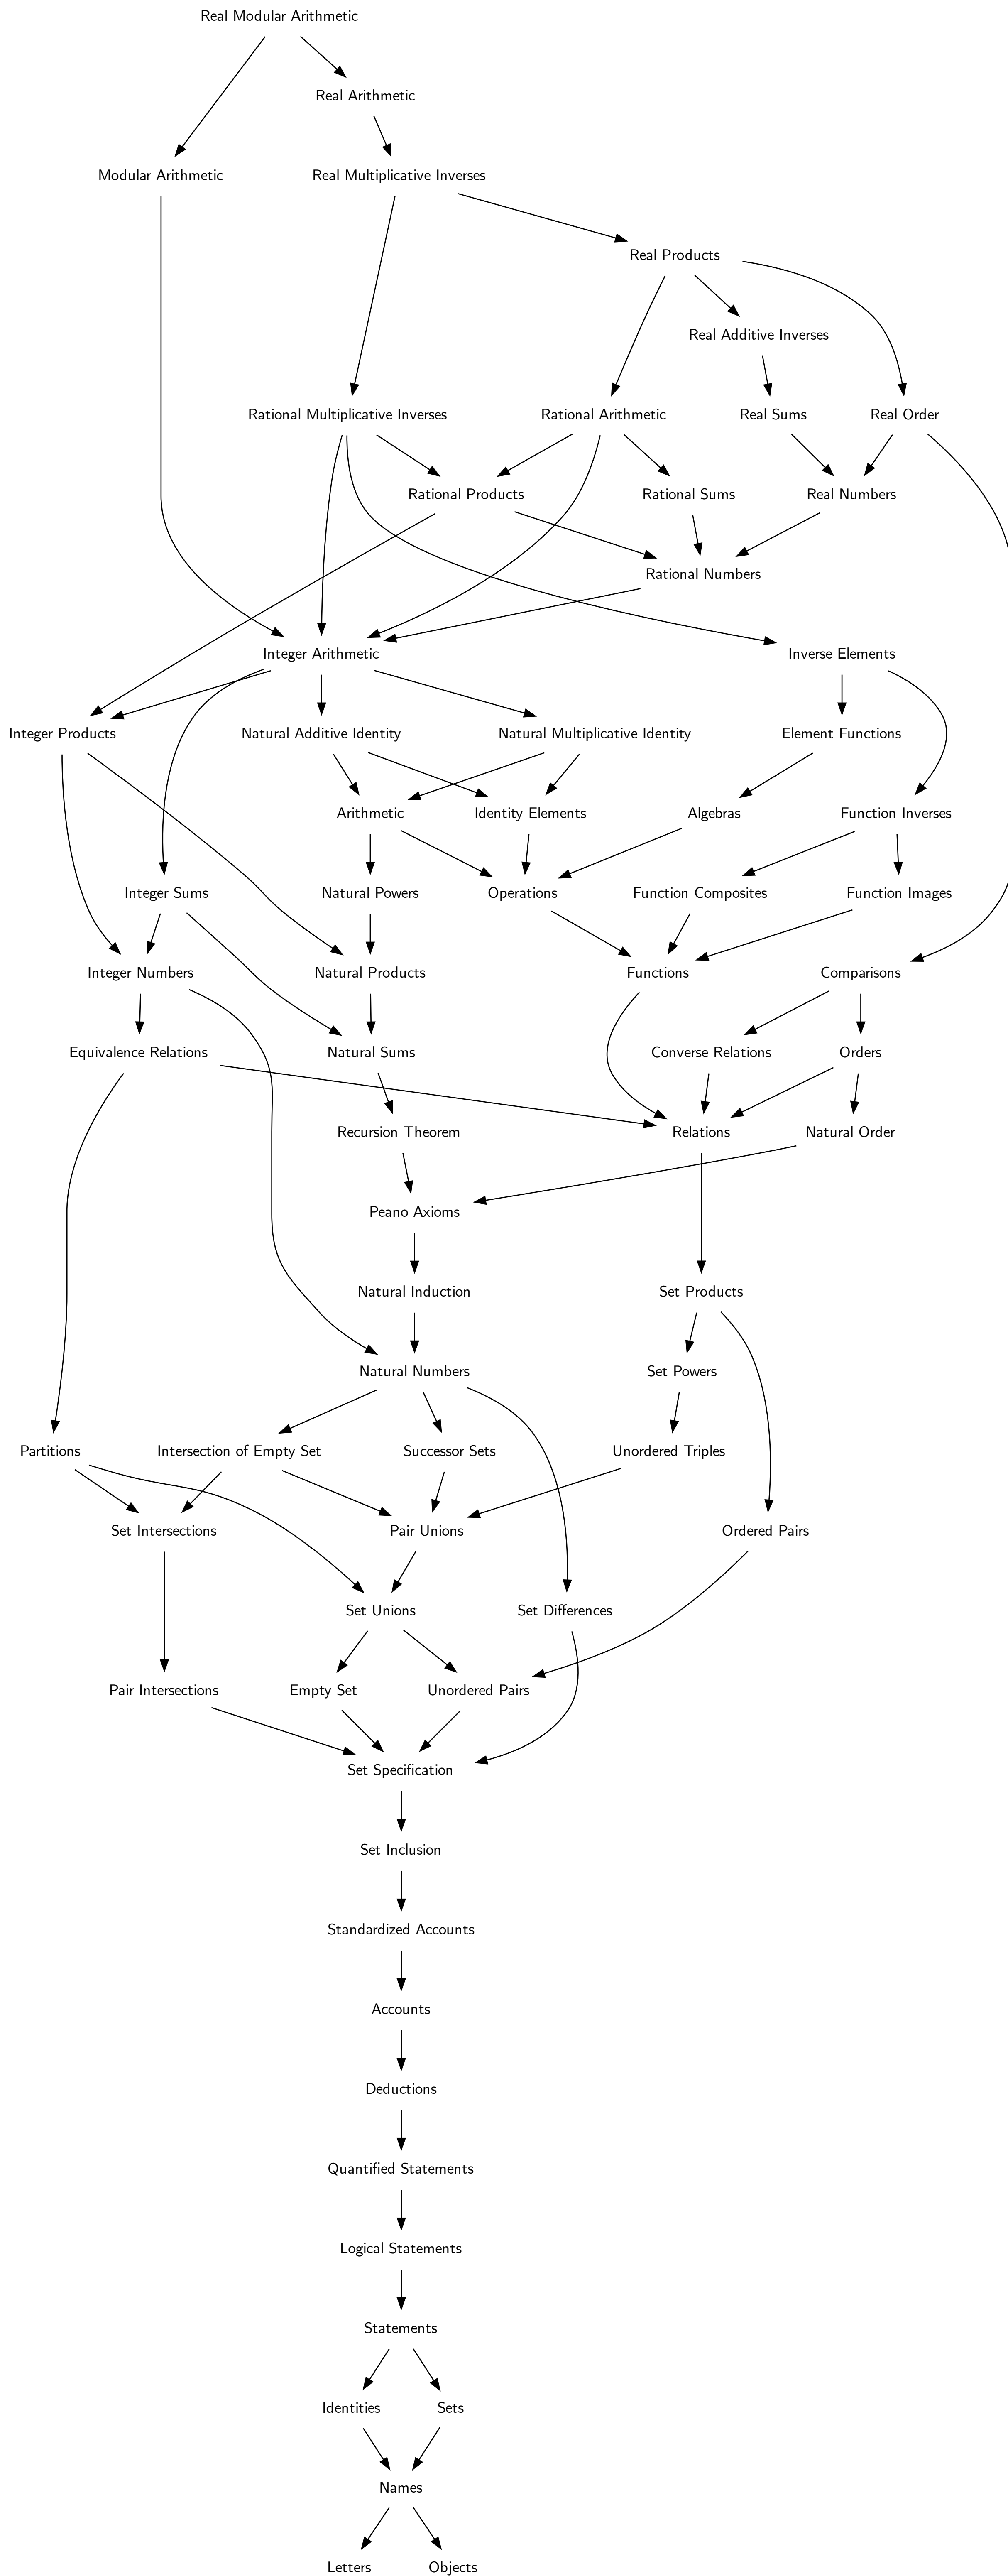 Real Modular Arithmetic
Real Arithmetic
Modular Arithmetic
Real Multiplicative Inverses
Real Products
Real Additive Inverses
Rational Multiplicative Inverses
Rational Arithmetic
Real Sums
Real Order
Rational Products
Rational Sums
Real Numbers
Rational Numbers
Integer Arithmetic
Inverse Elements
Integer Products
Natural Additive Identity
Natural Multiplicative Identity
Element Functions
Arithmetic
Identity Elements
Algebras
Function Inverses
Integer Sums
Natural Powers
Operations
Function Composites
Function Images
Integer Numbers
Natural Products
Functions
Comparisons
Equivalence Relations
Natural Sums
Converse Relations
Orders
Recursion Theorem
Relations
Natural Order
Peano Axioms
Natural Induction
Set Products
Natural Numbers
Set Powers
Partitions
Intersection of Empty Set
Successor Sets
Unordered Triples
Set Intersections
Pair Unions
Ordered Pairs
Set Unions
Set Differences
Pair Intersections
Empty Set
Unordered Pairs
Set Specification
Set Inclusion
Standardized Accounts
Accounts
Deductions
Quantified Statements
Logical Statements
Statements
Identities
Sets
Names
Letters
Objects